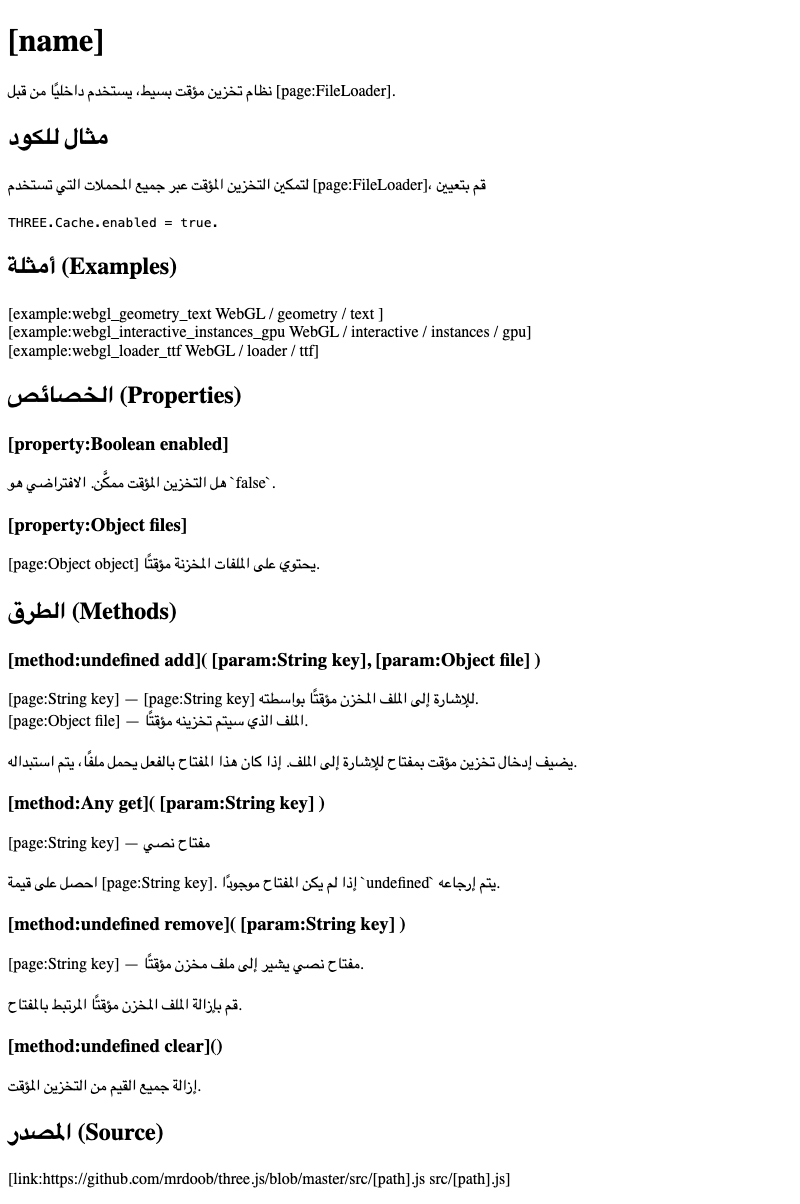 [name]
نظام تخزين مؤقت بسيط، يستخدم داخليًا من قبل [page:FileLoader].
مثال للكود
لتمكين التخزين المؤقت عبر جميع المحملات التي تستخدم [page:FileLoader]، قم بتعيين
THREE.Cache.enabled = true.
أمثلة (Examples)
[example:webgl_geometry_text WebGL / geometry / text ]
[example:webgl_interactive_instances_gpu WebGL / interactive / instances / gpu]
[example:webgl_loader_ttf WebGL / loader / ttf]
الخصائص (Properties)
[property:Boolean enabled]
هل التخزين المؤقت ممكَّن. الافتراضي هو `false`.
[property:Object files]
[page:Object object] يحتوي على الملفات المخزنة مؤقتًا.
الطرق (Methods)
[method:undefined add]( [param:String key], [param:Object file] )
[page:String key] — [page:String key] للإشارة إلى الملف المخزن مؤقتًا بواسطته.
[page:Object file] — الملف الذي سيتم تخزينه مؤقتًا.
يضيف إدخال تخزين مؤقت بمفتاح للإشارة إلى الملف. إذا كان هذا المفتاح بالفعل يحمل ملفًا، يتم استبداله.
[method:Any get]( [param:String key] )
[page:String key] — مفتاح نصي
احصل على قيمة [page:String key]. إذا لم يكن المفتاح موجودًا `undefined` يتم إرجاعه.
[method:undefined remove]( [param:String key] )
[page:String key] — مفتاح نصي يشير إلى ملف مخزن مؤقتًا.
قم بإزالة الملف المخزن مؤقتًا المرتبط بالمفتاح.
[method:undefined clear]()
إزالة جميع القيم من التخزين المؤقت.
المصدر (Source)
[link:https://github.com/mrdoob/three.js/blob/master/src/[path].js src/[path].js]